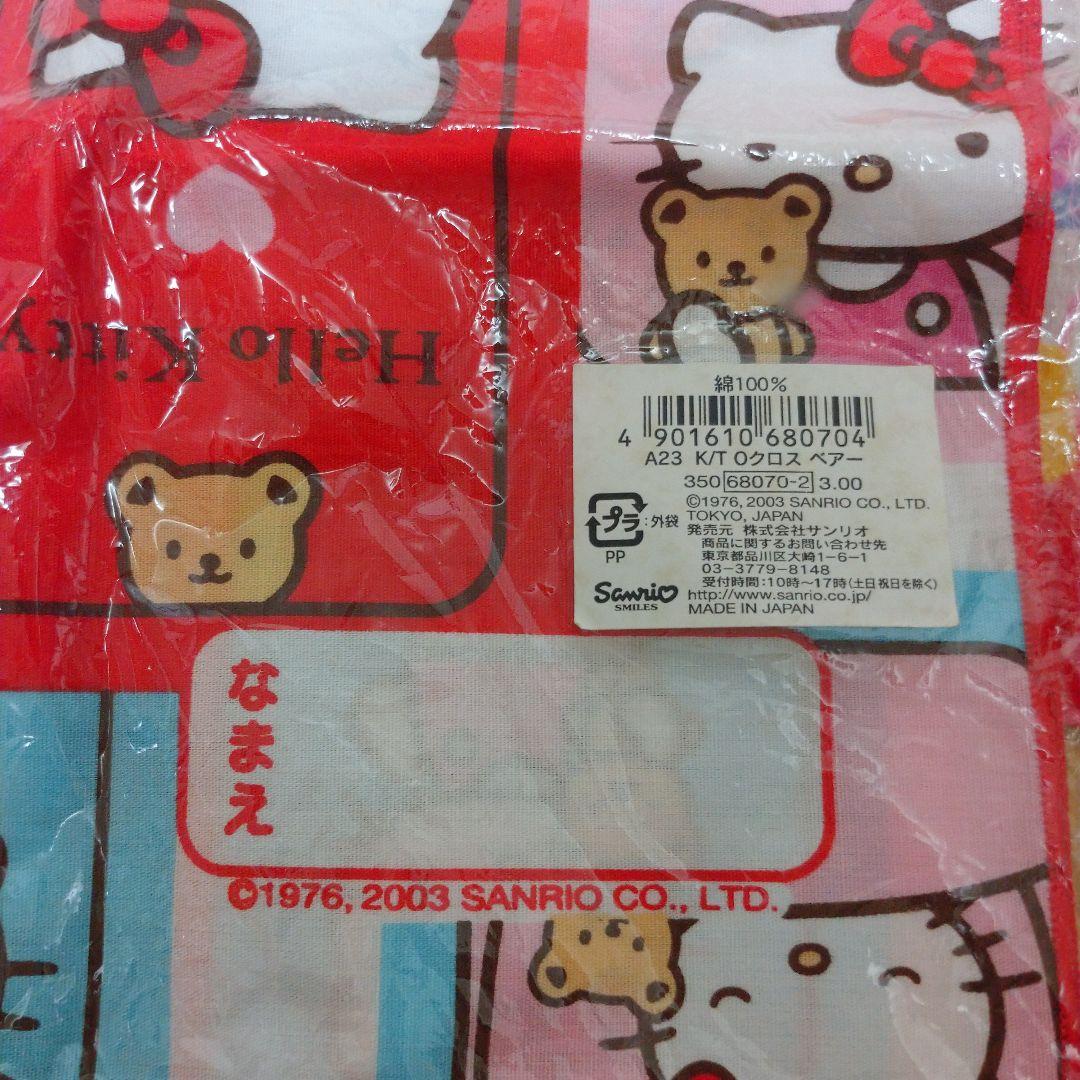 Hello Kitty
綿100%
4 901610 680704
A23 K/T Oクロス ベアー
350 68070-2 3.00
©1976, 2003 SANRIO CO., LTD.
TOKYO, JAPAN
プラ :外袋
PP
発売元 株式会社サンリオ
商品に関するお問い合わせ先
東京都品川区大崎1-6-1
03-3779-8148
受付時間:10時〜17時(土日祝日を除く)
Sanrio
SMILES
http://www.sanrio.co.jp/
MADE IN JAPAN
なまえ
©1976, 2003 SANRIO CO., LTD.